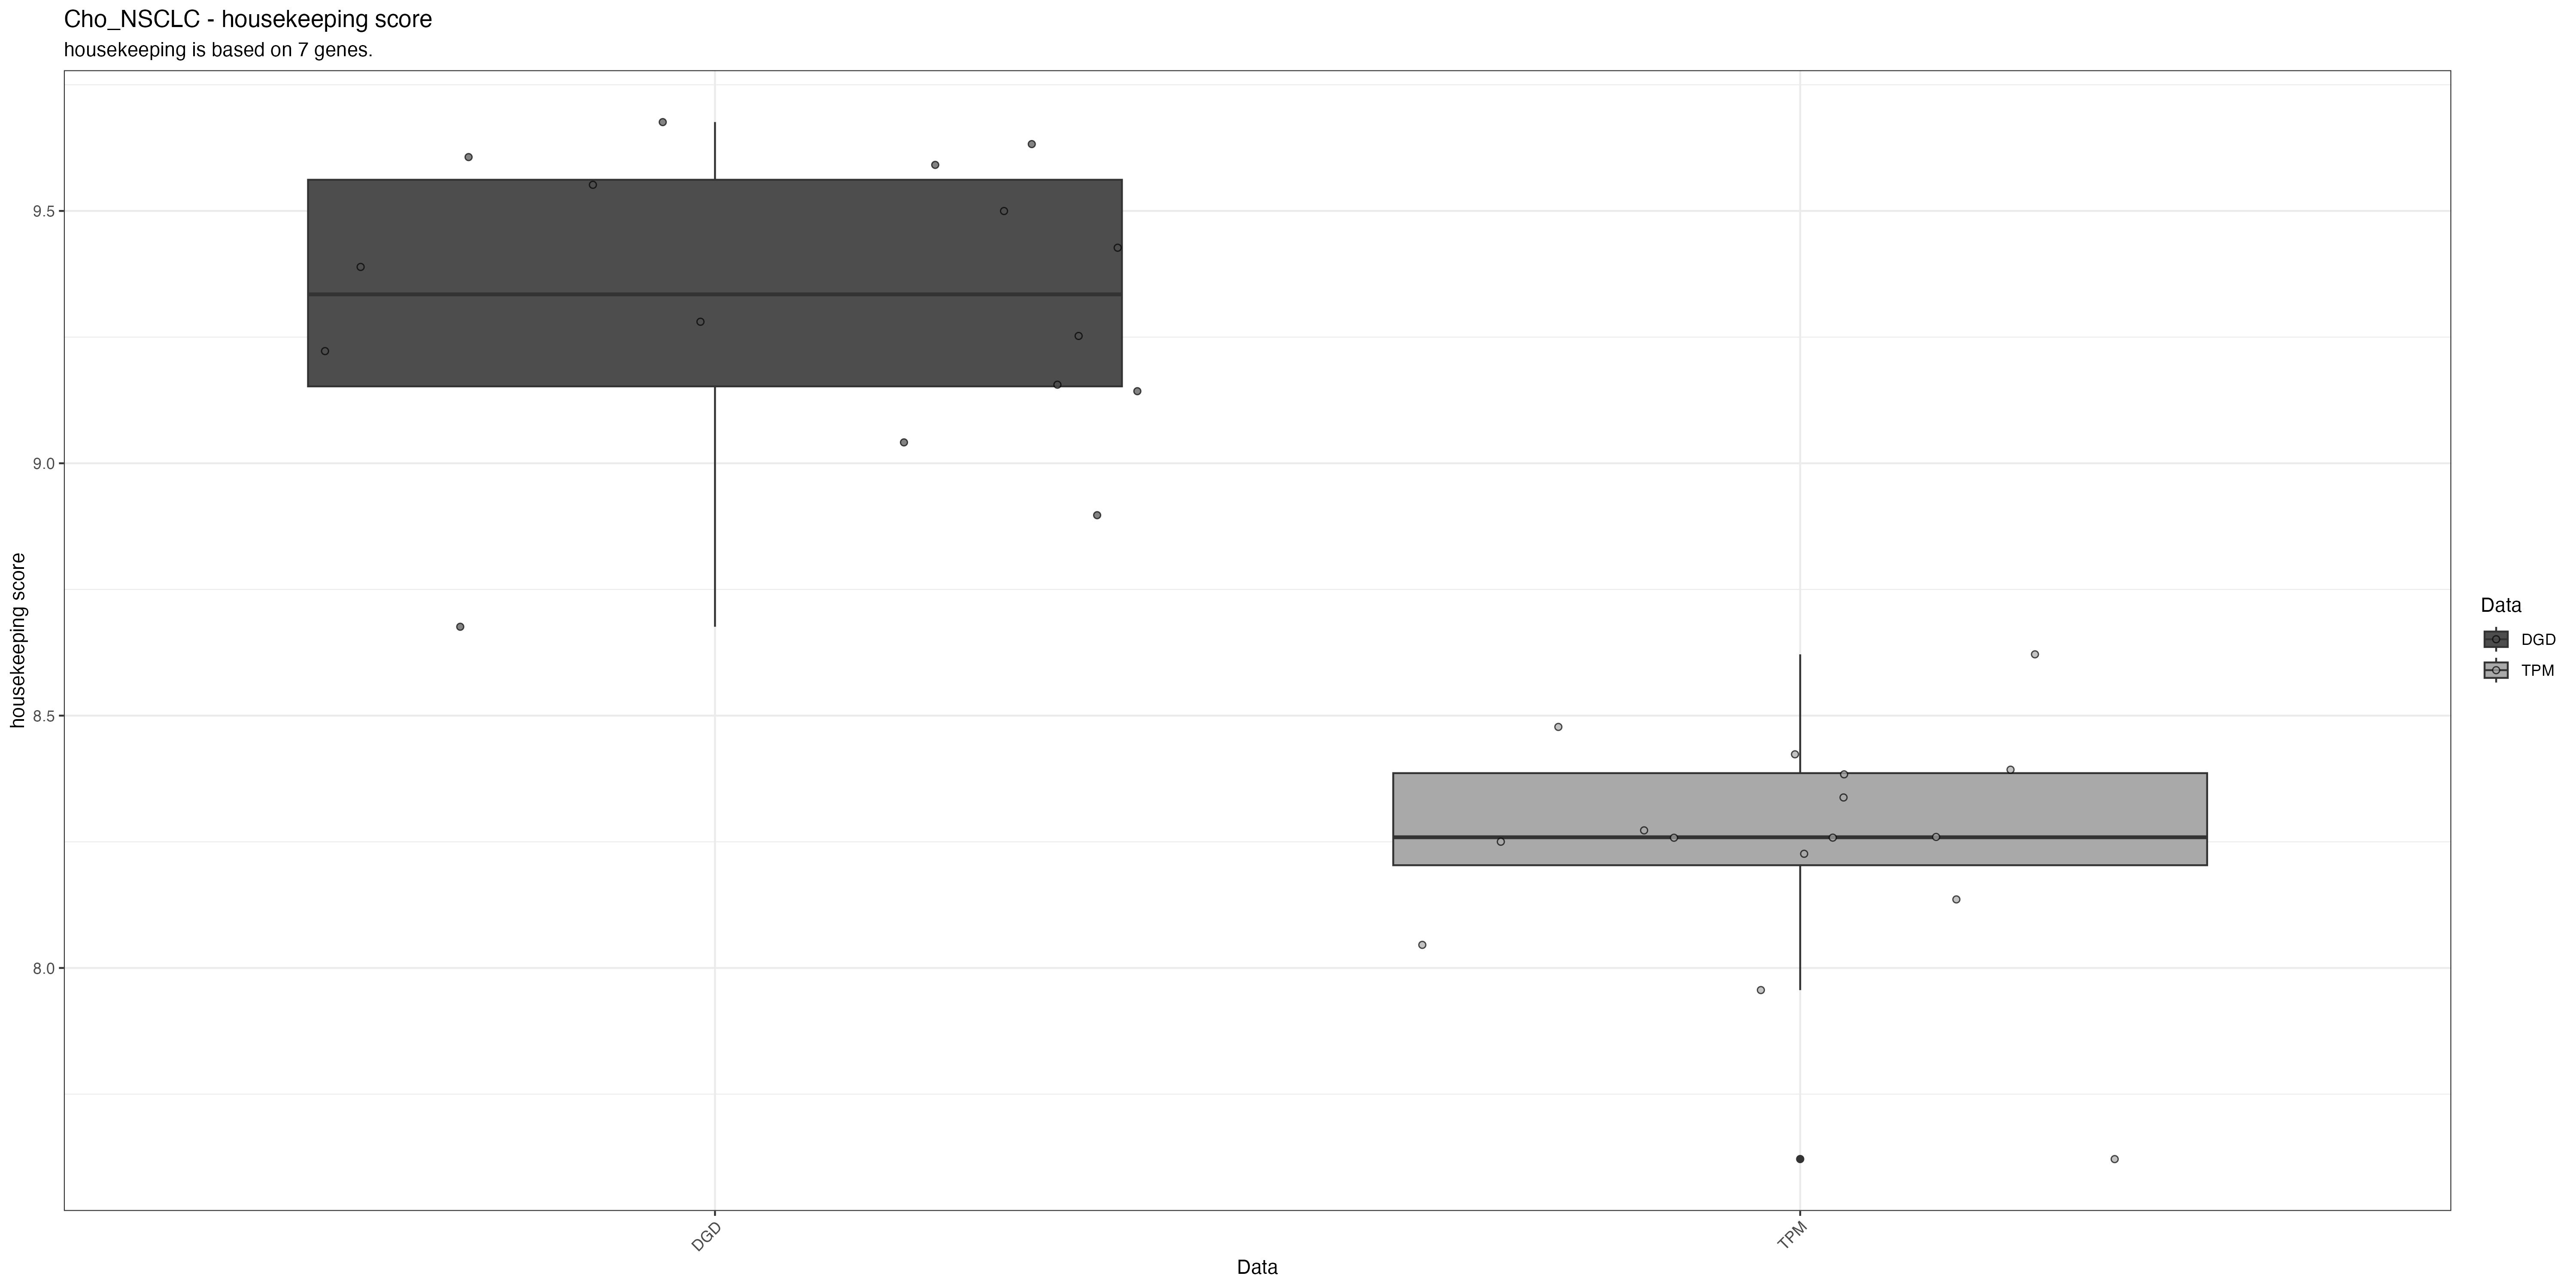 Cho_NSCLC - housekeeping score
housekeeping is based on 7 genes.
housekeeping score
9.5
9.0
8.5
8.0
DGD
TPM
Data
Data
DGD
TPM